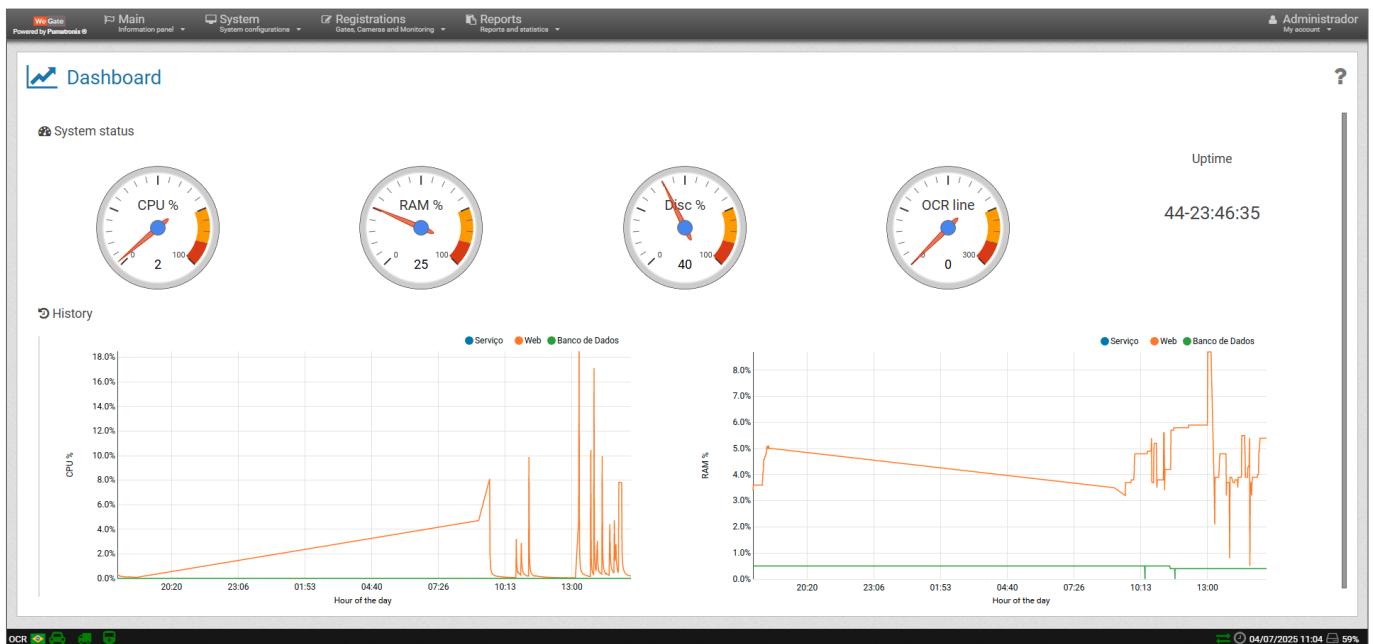 We Gate
Powered by Pumatronix ®
Main
Information panel
System
System configurations
Registrations
Gates, Cameras and Monitoring
Reports
Reports and statistics
Administrador
My account
Dashboard
?
System status
CPU %
0 100
2
RAM %
0 100
25
Disc %
0 100
40
OCR line
0 300
0
Uptime
44-23:46:35
History
Serviço Web Banco de Dados
18.0%
16.0%
14.0%
12.0%
10.0%
8.0%
6.0%
4.0%
2.0%
0.0%
CPU %
20:20 23:06 01:53 04:40 07:26 10:13 13:00
Hour of the day
Serviço Web Banco de Dados
8.0%
7.0%
6.0%
5.0%
4.0%
3.0%
2.0%
1.0%
0.0%
RAM %
20:20 23:06 01:53 04:40 07:26 10:13 13:00
Hour of the day
OCR
04/07/2025 11:04 59%